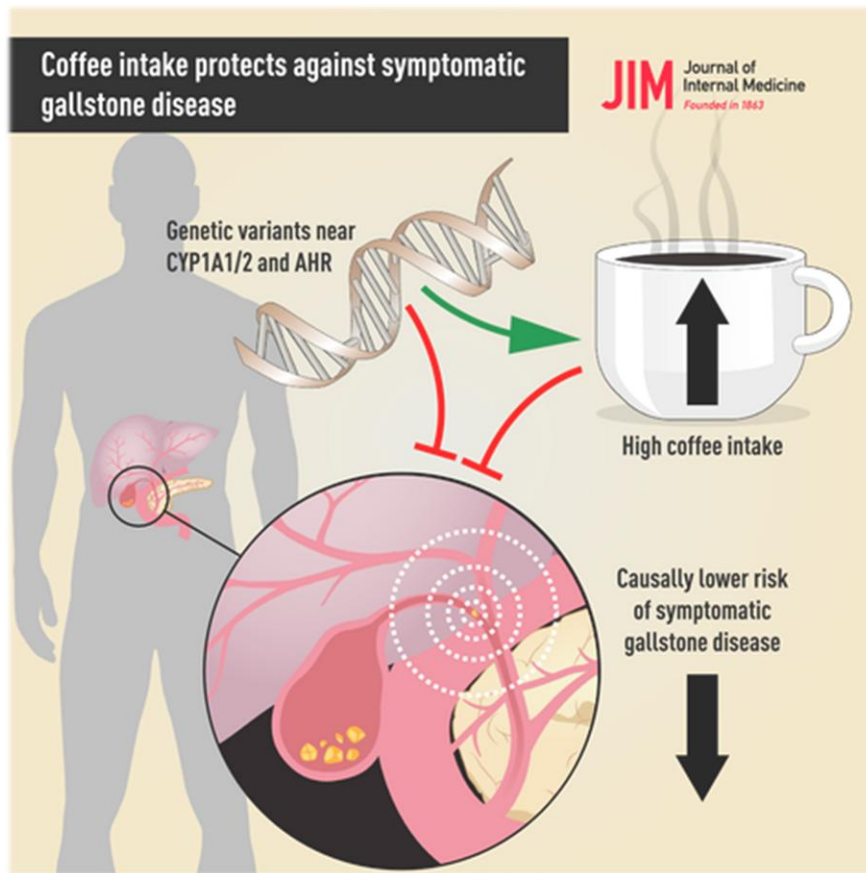 Coffee intake protects against symptomatic
gallstone disease
JIM
Journal of
Internal Medicine
Founded in 1863
Genetic variants near
CYP1A1/2 and AHR
High coffee intake
Causally lower risk
of symptomatic
gallstone disease